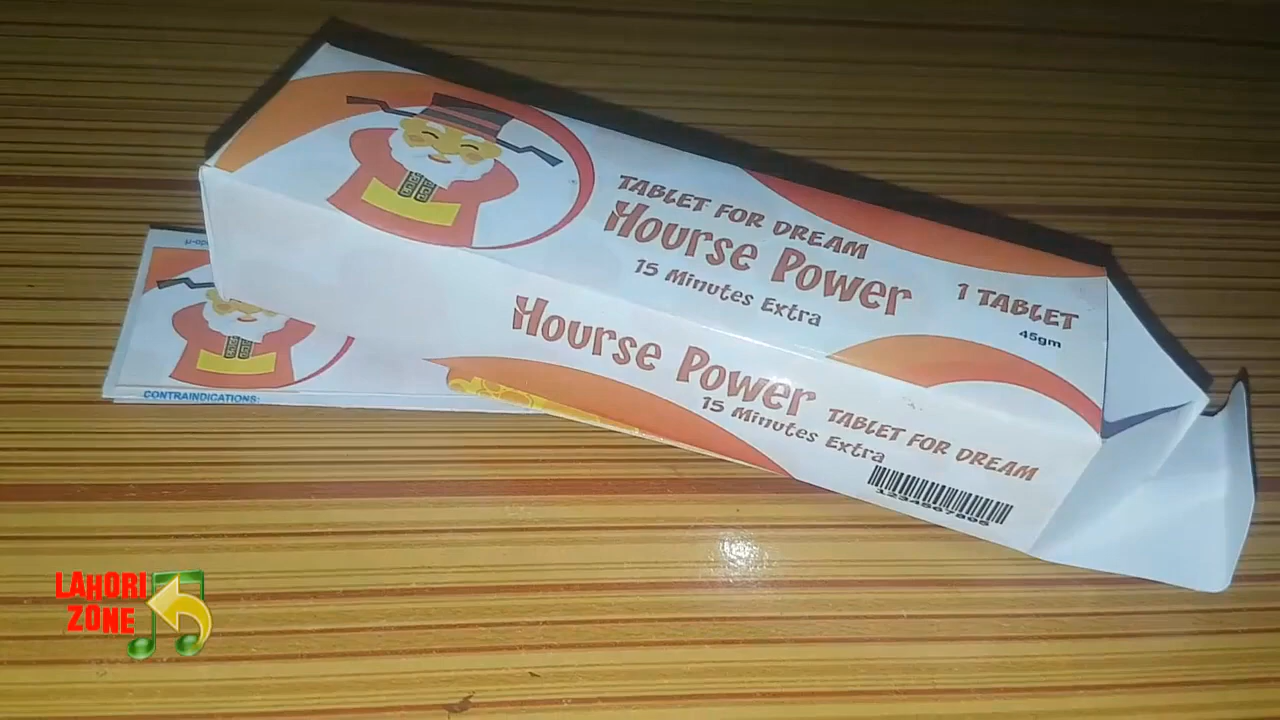 TABLET FOR DREAM
Hourse Power
15 Minutes Extra
1 TABLET
45gm
Hourse Power
15 Minutes Extra
TABLET FOR DREAM
CONTRAINDICATIONS:
LAHORI
ZONE